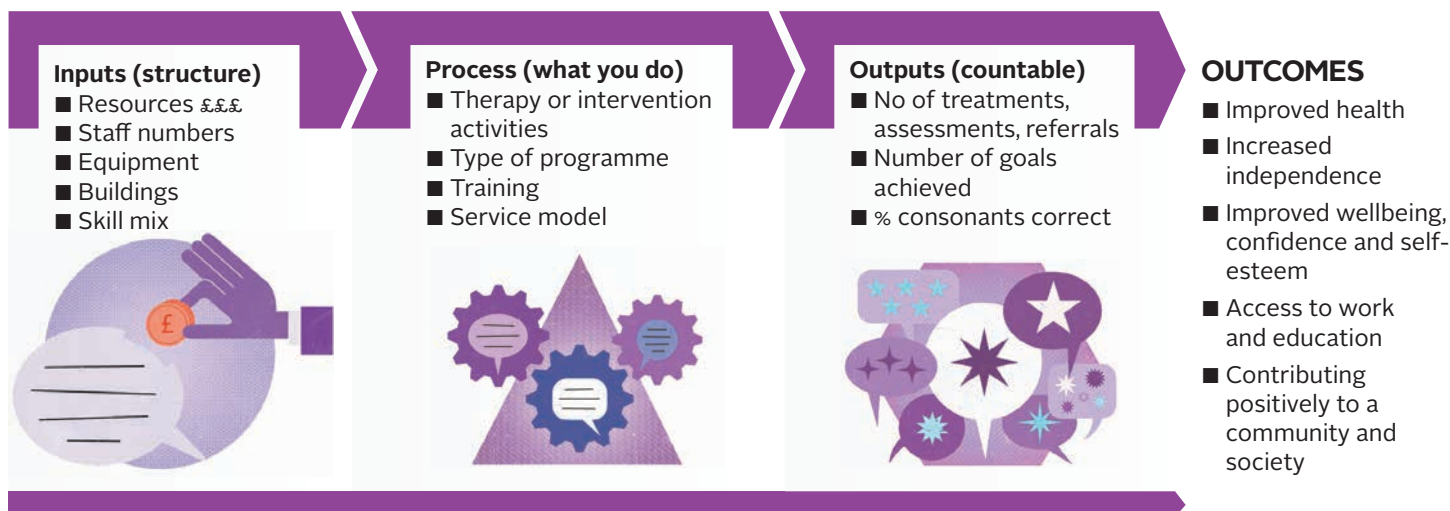 Inputs (structure)
■ Resources £££
■ Staff numbers
■ Equipment
■ Buildings
■ Skill mix
£
Process (what you do)
■ Therapy or intervention
activities
■ Type of programme
■ Training
■ Service model
Outputs (countable)
■ No of treatments,
assessments, referrals
■ Number of goals
achieved
■ % consonants correct
OUTCOMES
■ Improved health
■ Increased
independence
■ Improved wellbeing,
confidence and self-
esteem
■ Access to work
and education
■ Contributing
positively to a
community and
society